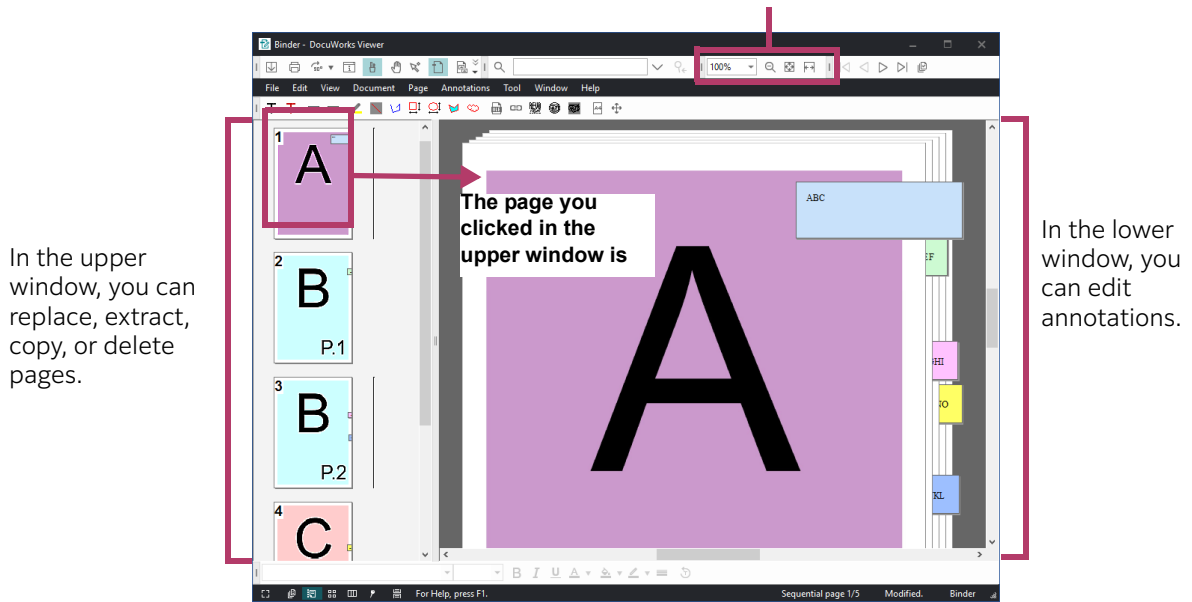 Binder - DocuWorks Viewer
100%
File Edit View Document Page Annotations Tool Window Help
1
A
2
B
P.1
3
B
P.2
4
C
The page you
clicked in the
upper window is
A
ABC
EF
HI
NO
KL
In the upper
window, you can
replace, extract,
copy, or delete
pages.
In the lower
window, you
can edit
annotations.
B I U A
For Help, press F1.
Sequential page 1/5 Modified. Binder